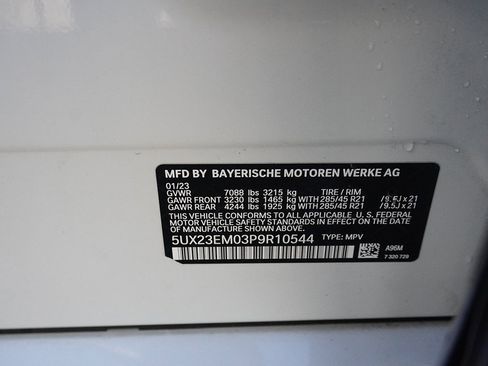 MFD BY BAYERISCHE MOTOREN WERKE AG
01/23
GVWR 7088 lbs 3215 kg TIRE / RIM
GAWR FRONT 3230 lbs 1465 kg WITH 285/45 R21 /9.5J x 21
GAWR REAR 4244 lbs 1925 kg WITH 285/45 R21 /9.5J x 21
THIS VEHICLE CONFORMS TO ALL APPLICABLE U. S. FEDERAL
MOTOR VEHICLE SAFETY STANDARDS IN EFFECT ON THE
DATE OF MANUFACTURE SHOWN ABOVE.
5UX23EM03P9R10544 TYPE: MPV
A96M
7 320 729